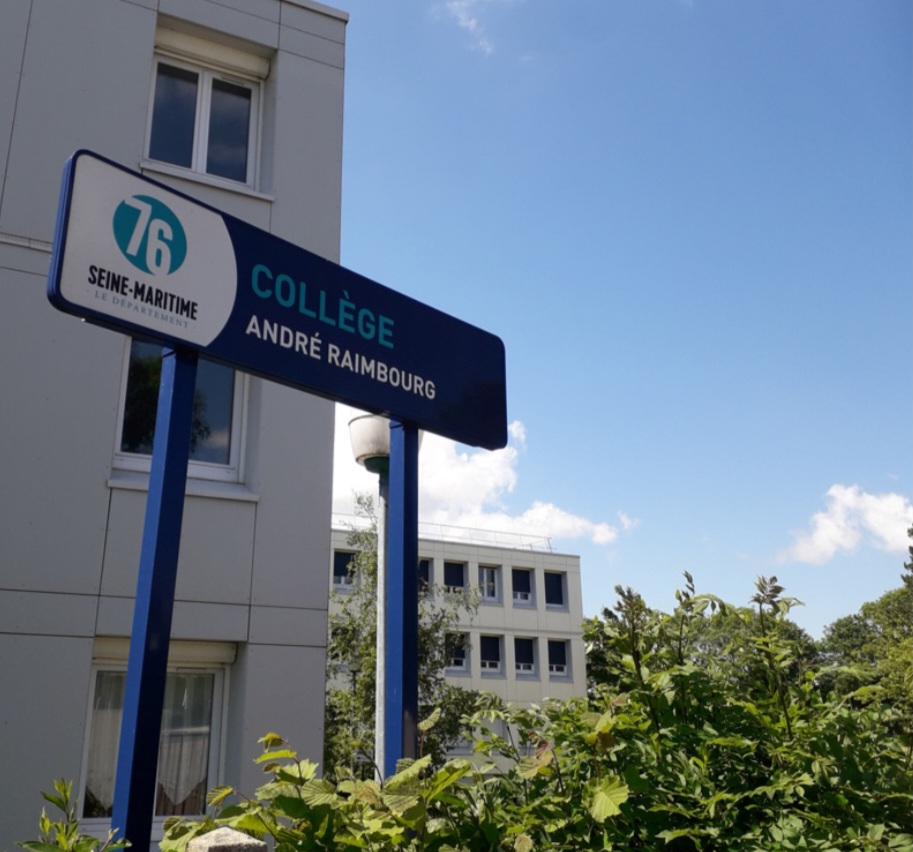 76
SEINE-MARITIME
- LE DÉPARTEMENT -
COLLÈGE
ANDRÉ RAIMBOURG